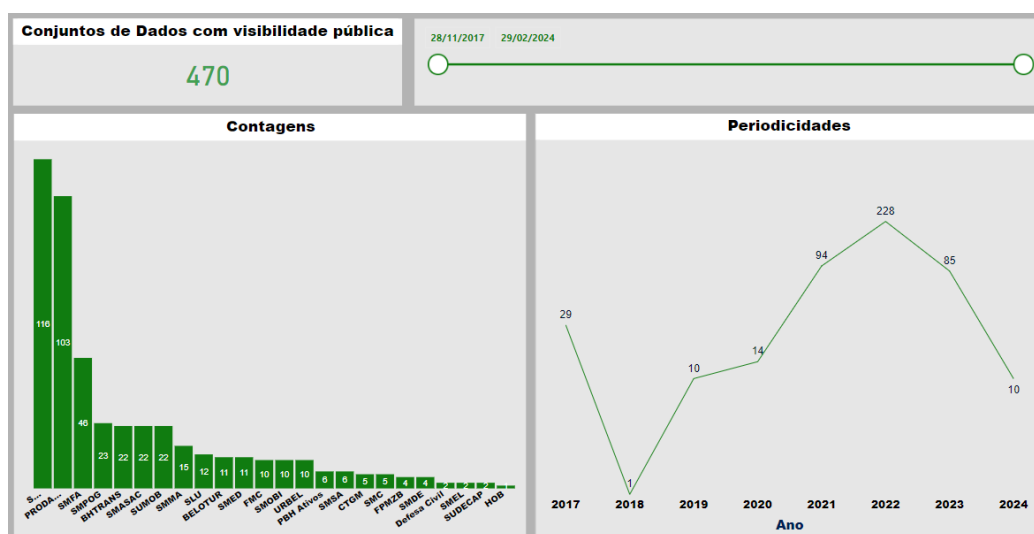 Conjuntos de Dados com visibilidade pública
470
28/11/2017 29/02/2024
Contagens
116
103
46
23
22
22
22
15
12
11
11
10
10
10
6
6
5
5
4
4
2
2
2
S...
PRODA...
SMFA
SMPOG
BHTRANS
SMASAC
SUMOB
SMMA
SLU
BELOTUR
SMED
FMC
SMOBI
URBEL
PBH Ativos
SMSA
CTGM
SMC
FPMZB
SMDE
Defesa Civil
SMEL
SUDECAP
HOB
Periodicidades
29
1
10
14
94
228
85
10
2017 2018 2019 2020 2021 2022 2023 2024
Ano